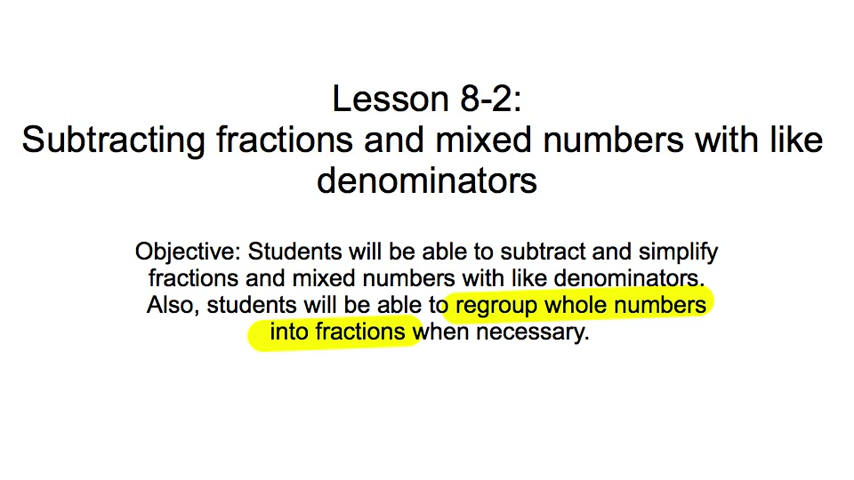 Lesson 8-2:
Subtracting fractions and mixed numbers with like
denominators
Objective: Students will be able to subtract and simplify
fractions and mixed numbers with like denominators.
Also, students will be able to regroup whole numbers
into fractions when necessary.